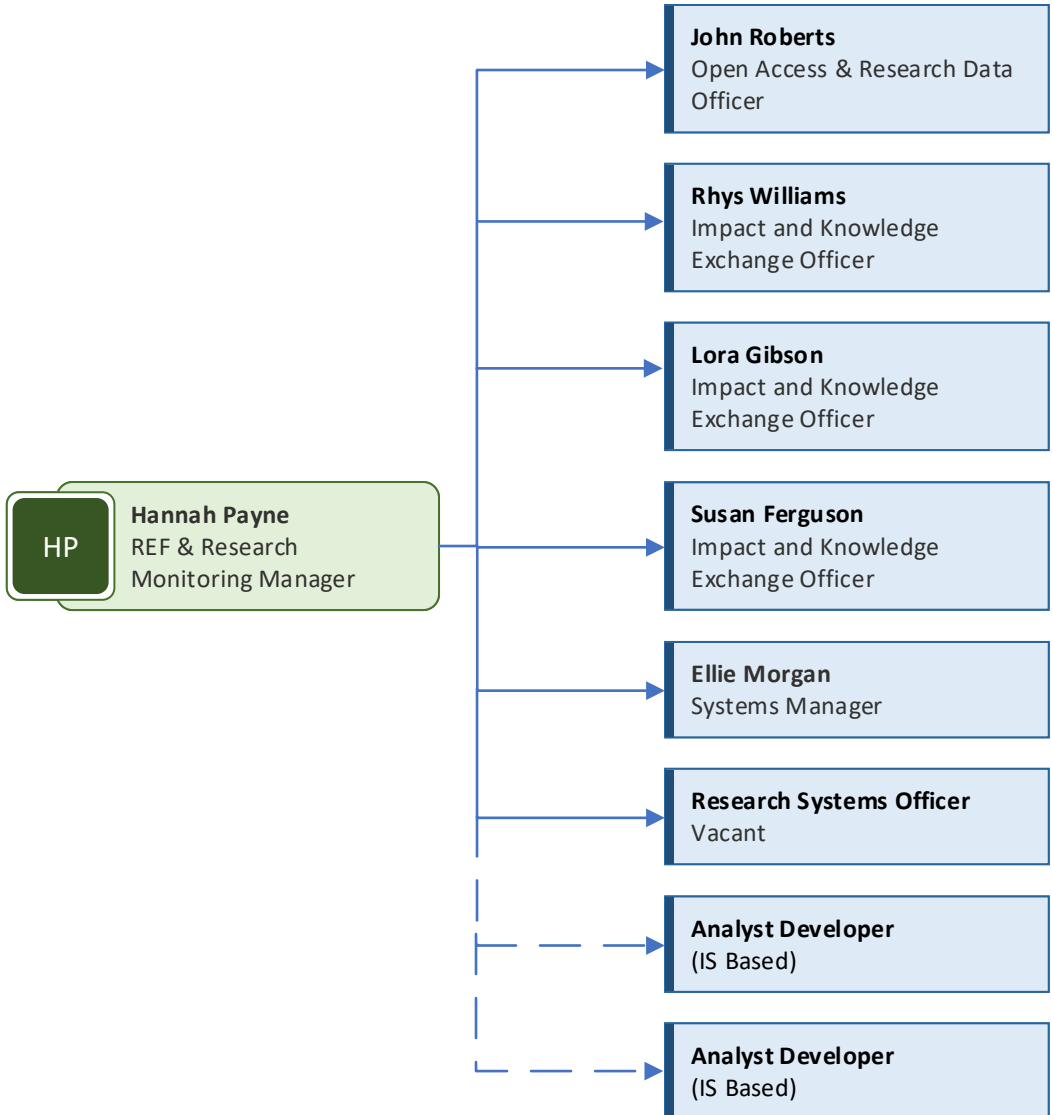 John Roberts
Open Access & Research Data
Officer
Rhys Williams
Impact and Knowledge
Exchange Officer
Lora Gibson
Impact and Knowledge
Exchange Officer
HP
Hannah Payne
REF & Research
Monitoring Manager
Susan Ferguson
Impact and Knowledge
Exchange Officer
Ellie Morgan
Systems Manager
Research Systems Officer
Vacant
Analyst Developer
(IS Based)
Analyst Developer
(IS Based)